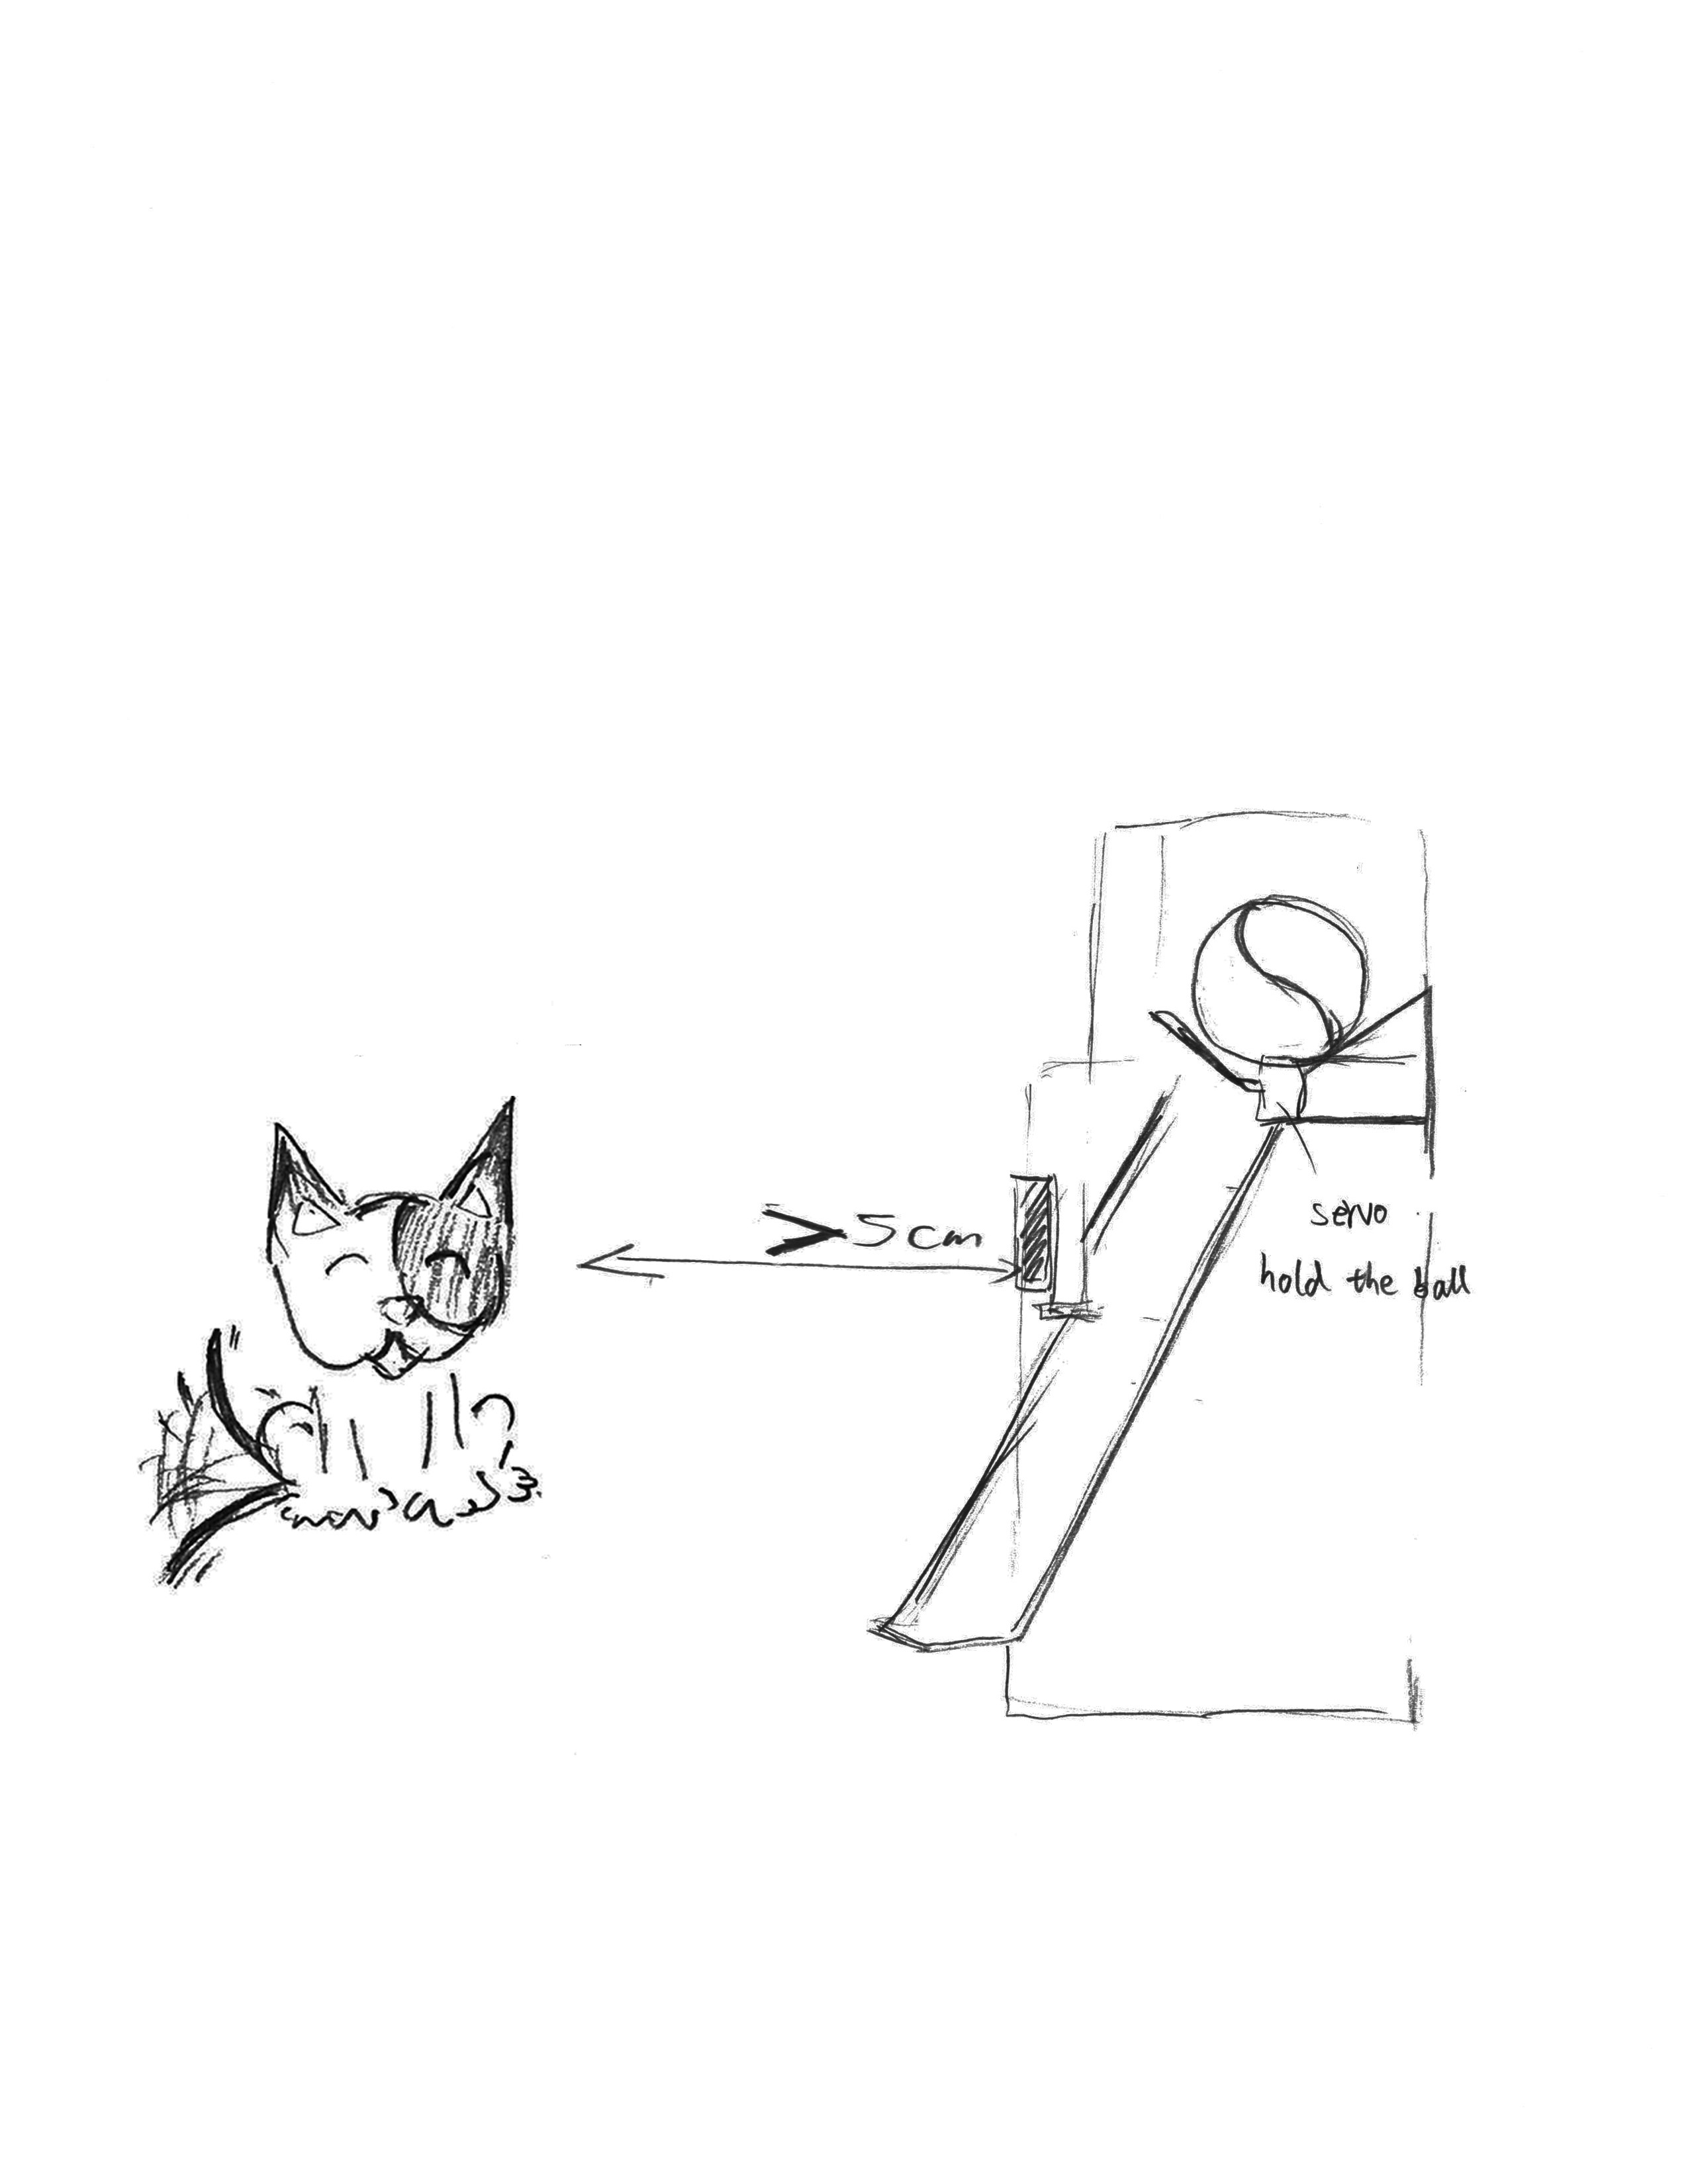 >5cm
servo
hold the ball